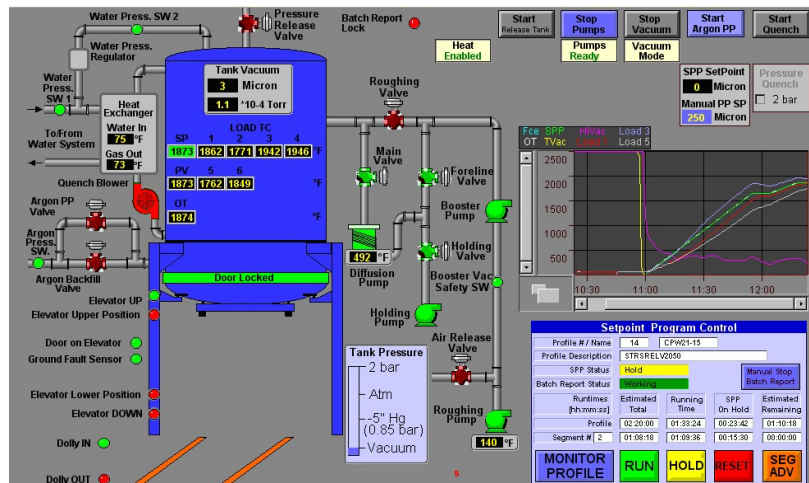 Water Press. SW 2
Pressure
Release
Valve
Batch Report
Lock
Start
Release Tank
Stop
Pumps
Stop
Vacuum
Start
Argon PP
Start
Quench
Heat
Enabled
Pumps
Ready
Vacuum
Mode
Water Press.
Regulator
Water
Press.
SW 1
Tank Vacuum
3 Micron
1.1 *10-4 Torr
Roughing
Valve
SPP SetPoint
0 Micron
Manual PP SP
250 Micron
Pressure
Quench
2 bar
Heat
Exchanger
Water In
75 °F
Gas Out
73 °F
To/From
Water System
LOAD TC
SP 1 2 3 4
1873 1862 1771 1942 1946 °F
PV 5 6
1873 1762 1849 °F
OT
1874 °F
Main
Valve
Foreline
Valve
Fce SPP HiVac Load 3
OT TVac Load 1 Load 5
2500
2000
1500
1000
500
10:30 11:00 11:30 12:00
Quench Blower
Argon PP
Valve
Booster
Pump
Argon
Press.
SW.
Argon Backfill
Valve
492 °F
Diffusion
Pump
Holding
Valve
Booster Vac
Safety SW
Door Locked
Elevator UP
Elevator Upper Position
Holding
Pump
Door on Elevator
Ground Fault Sensor
Air Release
Valve
Tank Pressure
2 bar
Atm
-5" Hg
(0.85 bar)
Vacuum
Elevator Lower Position
Elevator DOWN
Roughing
Pump
140 °F
Dolly IN
Dolly OUT
5
Setpoint Program Control
Profile # / Name 14 CPW21-15
Profile Description STRSRELV2050
SPP Status Hold
Batch Report Status Working
Manual Stop
Batch Report
Runtimes
[hh:mm:ss]
Estimated
Total
Running
Time
SPP
On Hold
Estimated
Remaining
Profile 02:20:00 01:33:24 00:23:42 01:10:18
Segment # 2 01:08:18 01:09:36 00:15:30 00:00:00
MONITOR
PROFILE
RUN
HOLD
RESET
SEG
ADV